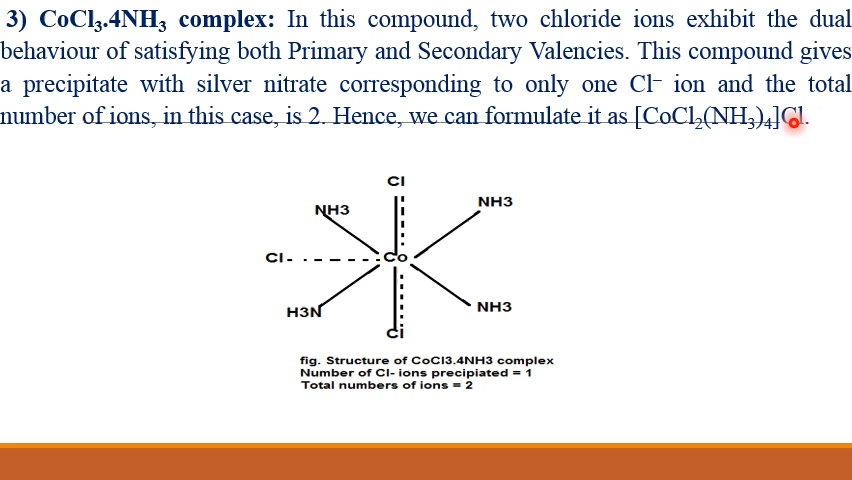 3) CoCl₃.4NH₃ complex: In this compound, two chloride ions exhibit the dual
behaviour of satisfying both Primary and Secondary Valencies. This compound gives
a precipitate with silver nitrate corresponding to only one Cl⁻ ion and the total
number of ions, in this case, is 2. Hence, we can formulate it as [CoCl₂(NH₃)₄]Cl.
Cl
NH3 NH3
Cl Co
H3N NH3
Cl
fig. Structure of CoCl3.4NH3 complex
Number of Cl- ions precipiated = 1
Total numbers of ions = 2